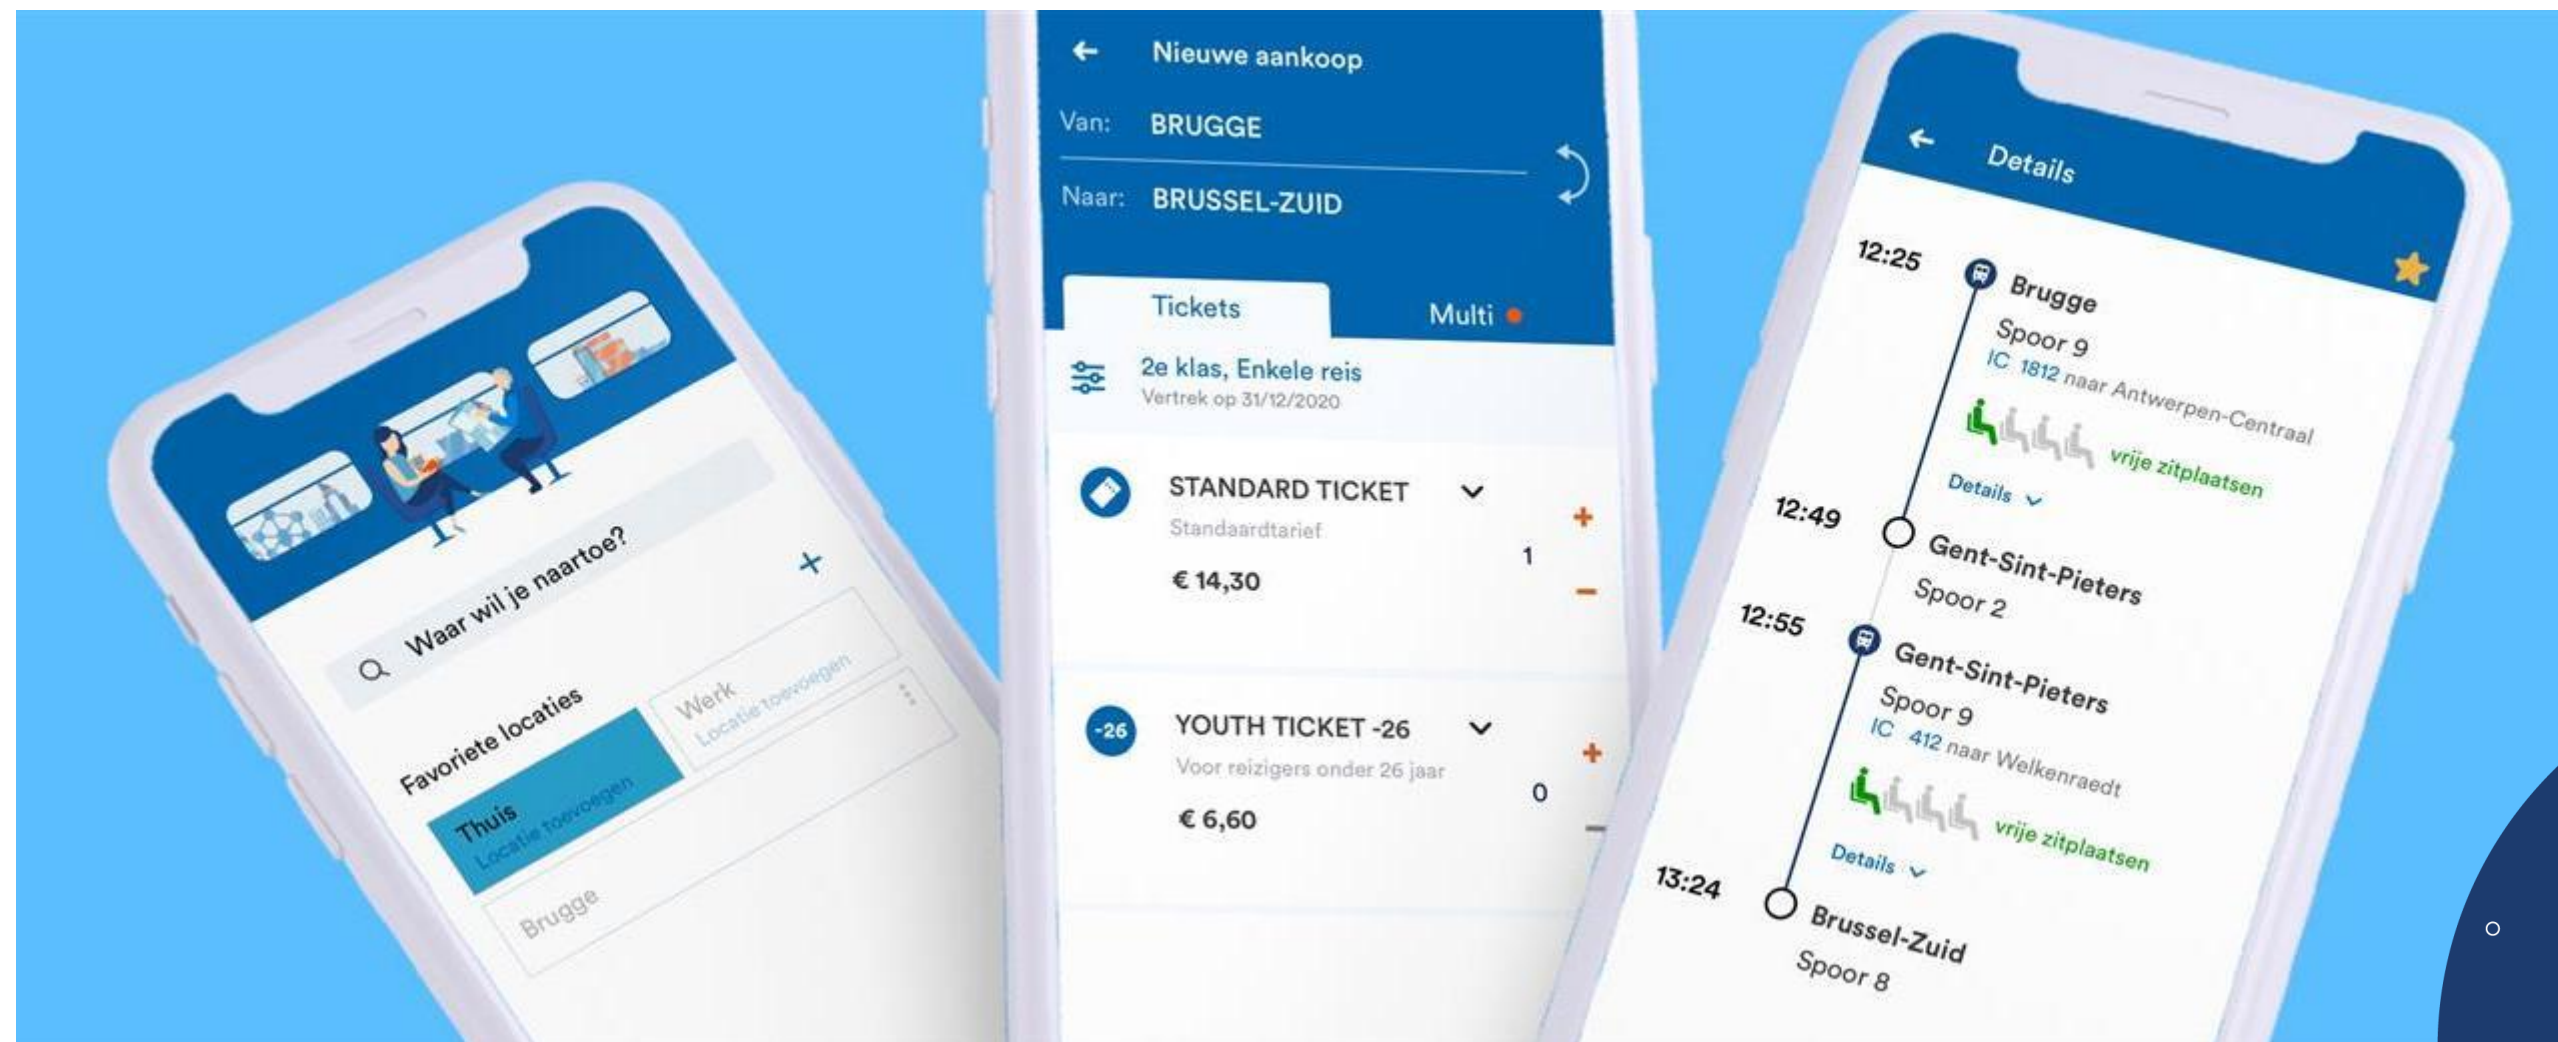 Waar wil je naartoe?
Favoriete locaties
Thuis
Locatie toevoegen
Werk
Locatie toevoegen
Brugge
Nieuwe aankoop
Van: BRUGGE
Naar: BRUSSEL-ZUID
Tickets
Multi
2e klas, Enkele reis
Vertrek op 31/12/2020
STANDARD TICKET
Standaardtarief
1
€ 14,30
-26
YOUTH TICKET -26
Voor reizigers onder 26 jaar
0
€ 6,60
Details
12:25 Brugge
Spoor 9
IC 1812 naar Antwerpen-Centraal
vrije zitplaatsen
Details
12:49 Gent-Sint-Pieters
Spoor 2
12:55 Gent-Sint-Pieters
Spoor 9
IC 412 naar Welkenraedt
vrije zitplaatsen
Details
13:24 Brussel-Zuid
Spoor 8